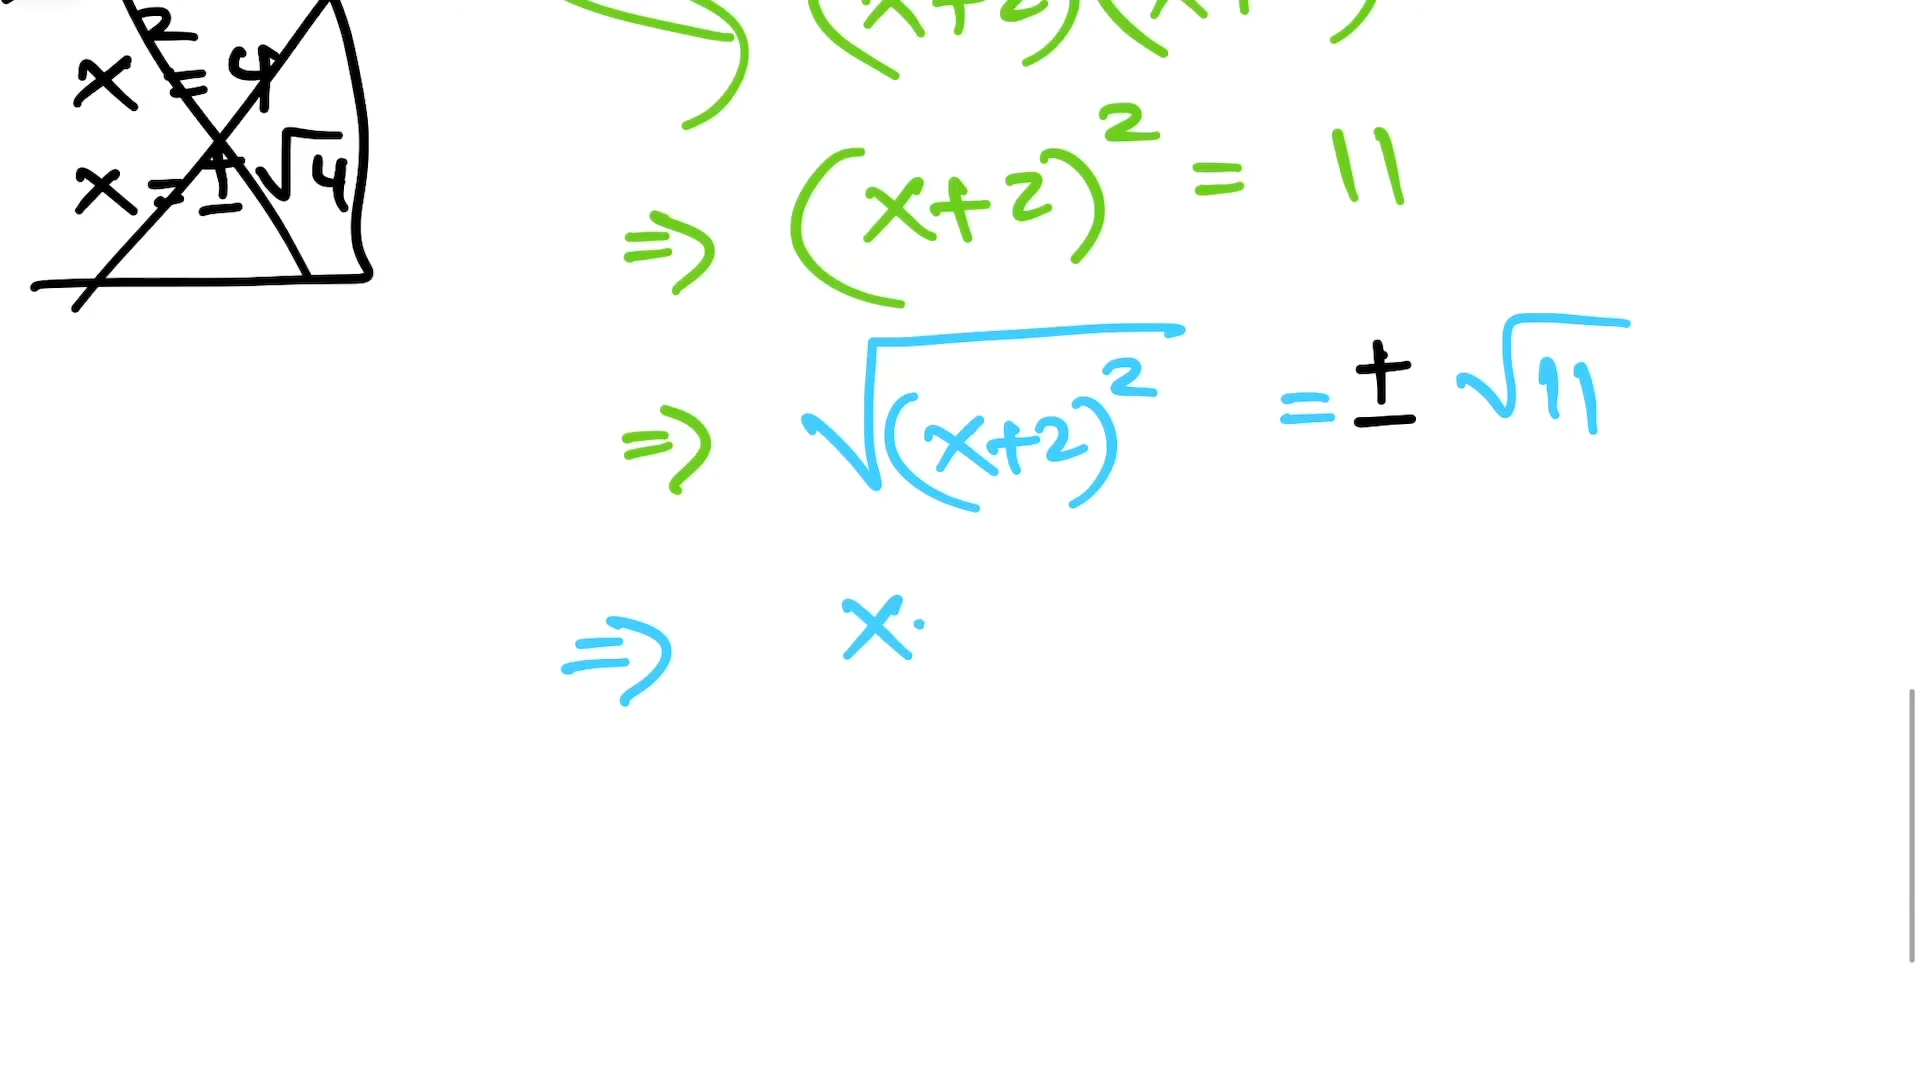 x² = 4
x = ± √4
(x+2)(x+
⇒ (x+2)² = 11
⇒ √(x+2)² = ± √11
⇒ x